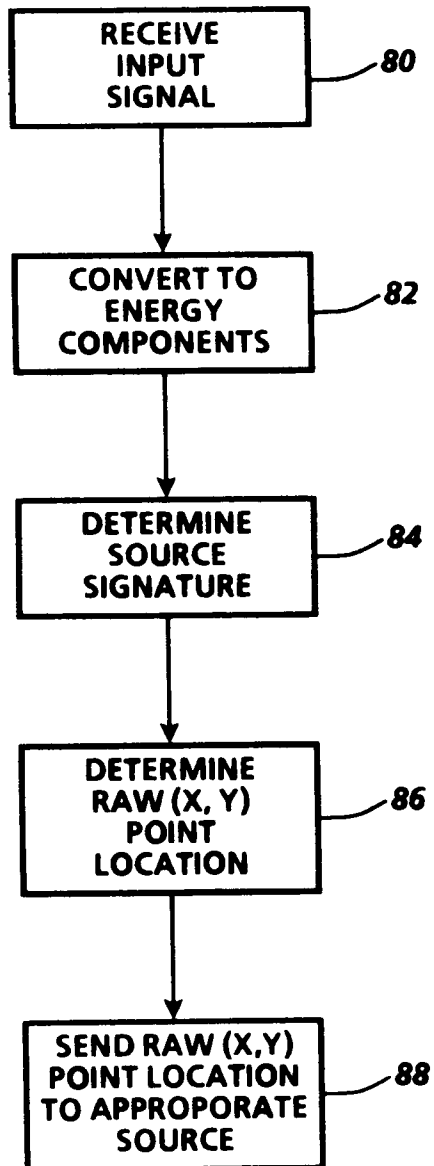 RECEIVE
INPUT
SIGNAL
80
CONVERT TO
ENERGY
COMPONENTS
82
DETERMINE
SOURCE
SIGNATURE
84
DETERMINE
RAW (X, Y)
POINT
LOCATION
86
SEND RAW (X,Y)
POINT LOCATION
TO APPROPORATE
SOURCE
88